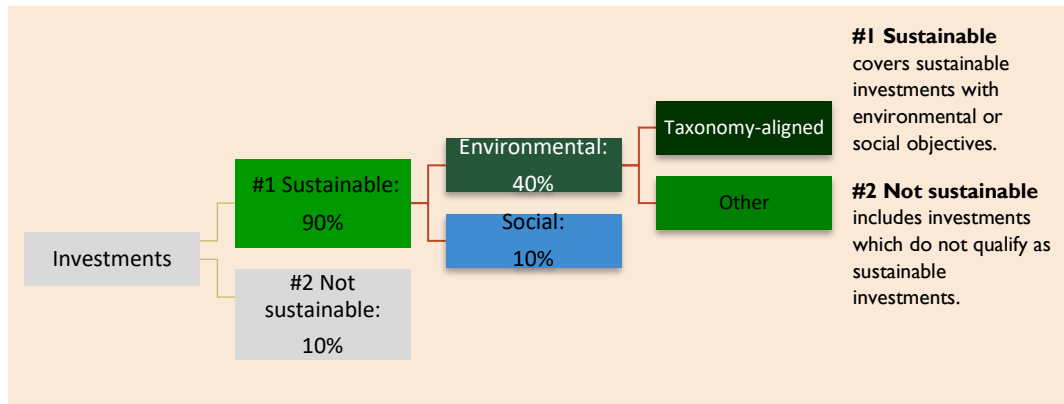 Investments
#1 Sustainable:
90%
#2 Not
sustainable:
10%
Environmental:
40%
Social:
10%
Taxonomy-aligned
Other
#1 Sustainable
covers sustainable
investments with
environmental or
social objectives.
#2 Not sustainable
includes investments
which do not qualify as
sustainable
investments.